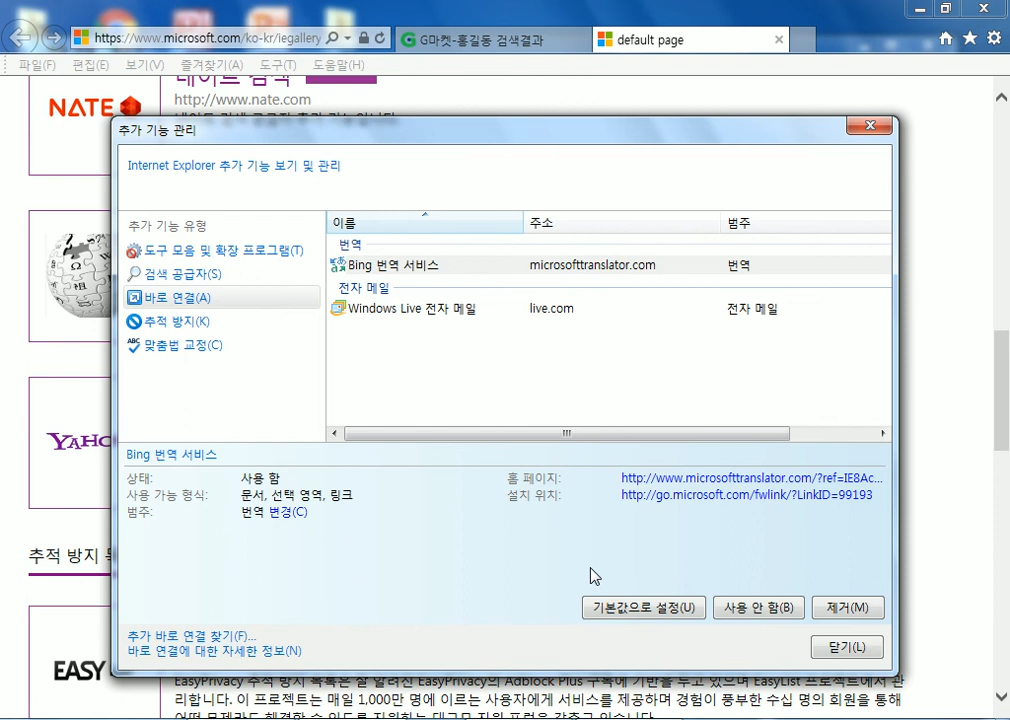 https://www.microsoft.com/ko-kr/iegallery
G마켓-홍길동 검색결과
default page
파일(F) 편집(E) 보기(V) 즐겨찾기(A) 도구(T) 도움말(H)
네이트 검색
NATE
http://www.nate.com
추가 기능 관리
Internet Explorer 추가 기능 보기 및 관리
추가 기능 유형
도구 모음 및 확장 프로그램(T)
검색 공급자(S)
바로 연결(A)
추적 방지(K)
ABC
맞춤법 교정(C)
이름 주소 범주
번역
Bing 번역 서비스 microsofttranslator.com 번역
전자 메일
Windows Live 전자 메일 live.com 전자 메일
YAHO
Bing 번역 서비스
상태: 사용 함
사용 가능 형식: 문서, 선택 영역, 링크
범주: 번역 변경(C)
홈 페이지: http://www.microsofttranslator.com/?ref=IE8Ac...
설치 위치: http://go.microsoft.com/fwlink/?LinkID=99193
추적 방지
기본값으로 설정(U) 사용 안 함(B) 제거(M)
추가 바로 연결 찾기(F)...
바로 연결에 대한 자세한 정보(N)
닫기(L)
EASY
EasyPrivacy 추적 방지 목록은 잘 알려진 EasyPrivacy의 Adblock Plus 구독에 기반을 두고 있으며 EasyList 프로젝트에서 관
리합니다. 이 프로젝트는 매일 1,000만 명에 이르는 사용자에게 서비스를 제공하며 경험이 풍부한 수십 명의 회원을 통해